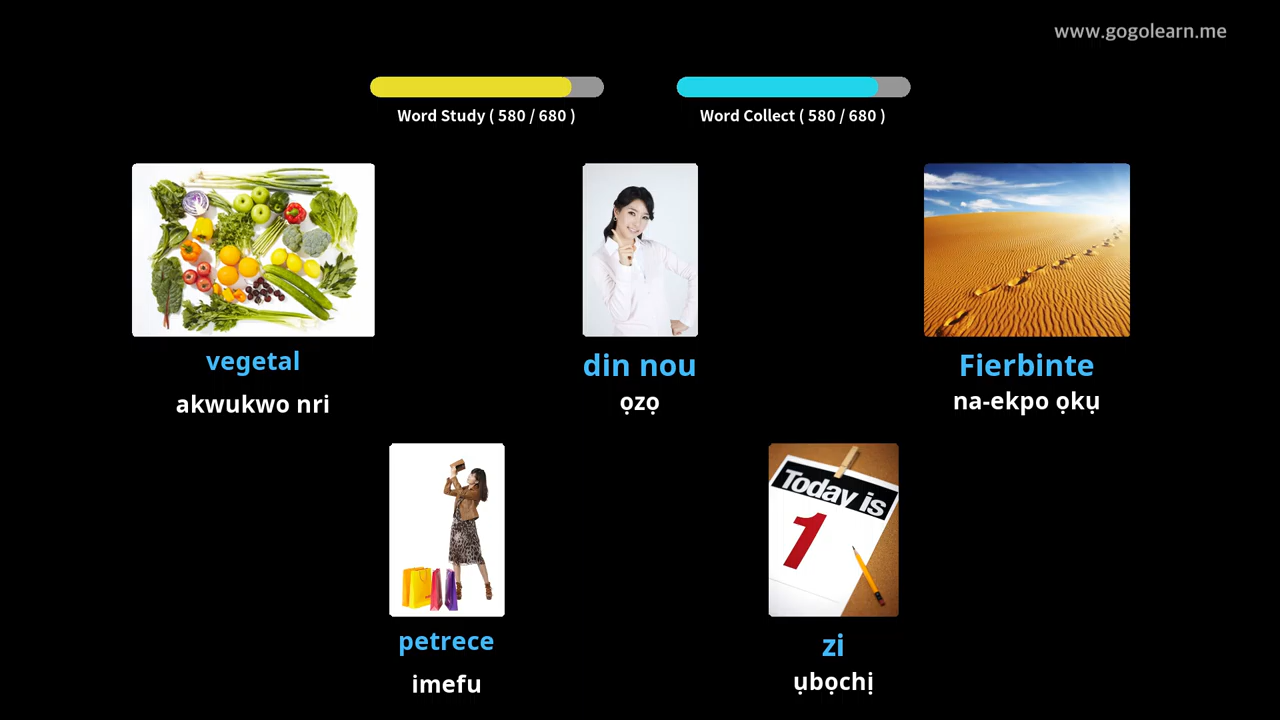 www.gogolearn.me
Word Study ( 580 / 680 )
Word Collect ( 580 / 680 )
vegetal
akwukwo nri
din nou
ọzọ
Fierbinte
na-ekpo ọkụ
Today is
1
petrece
imefu
zi
ụbọchị